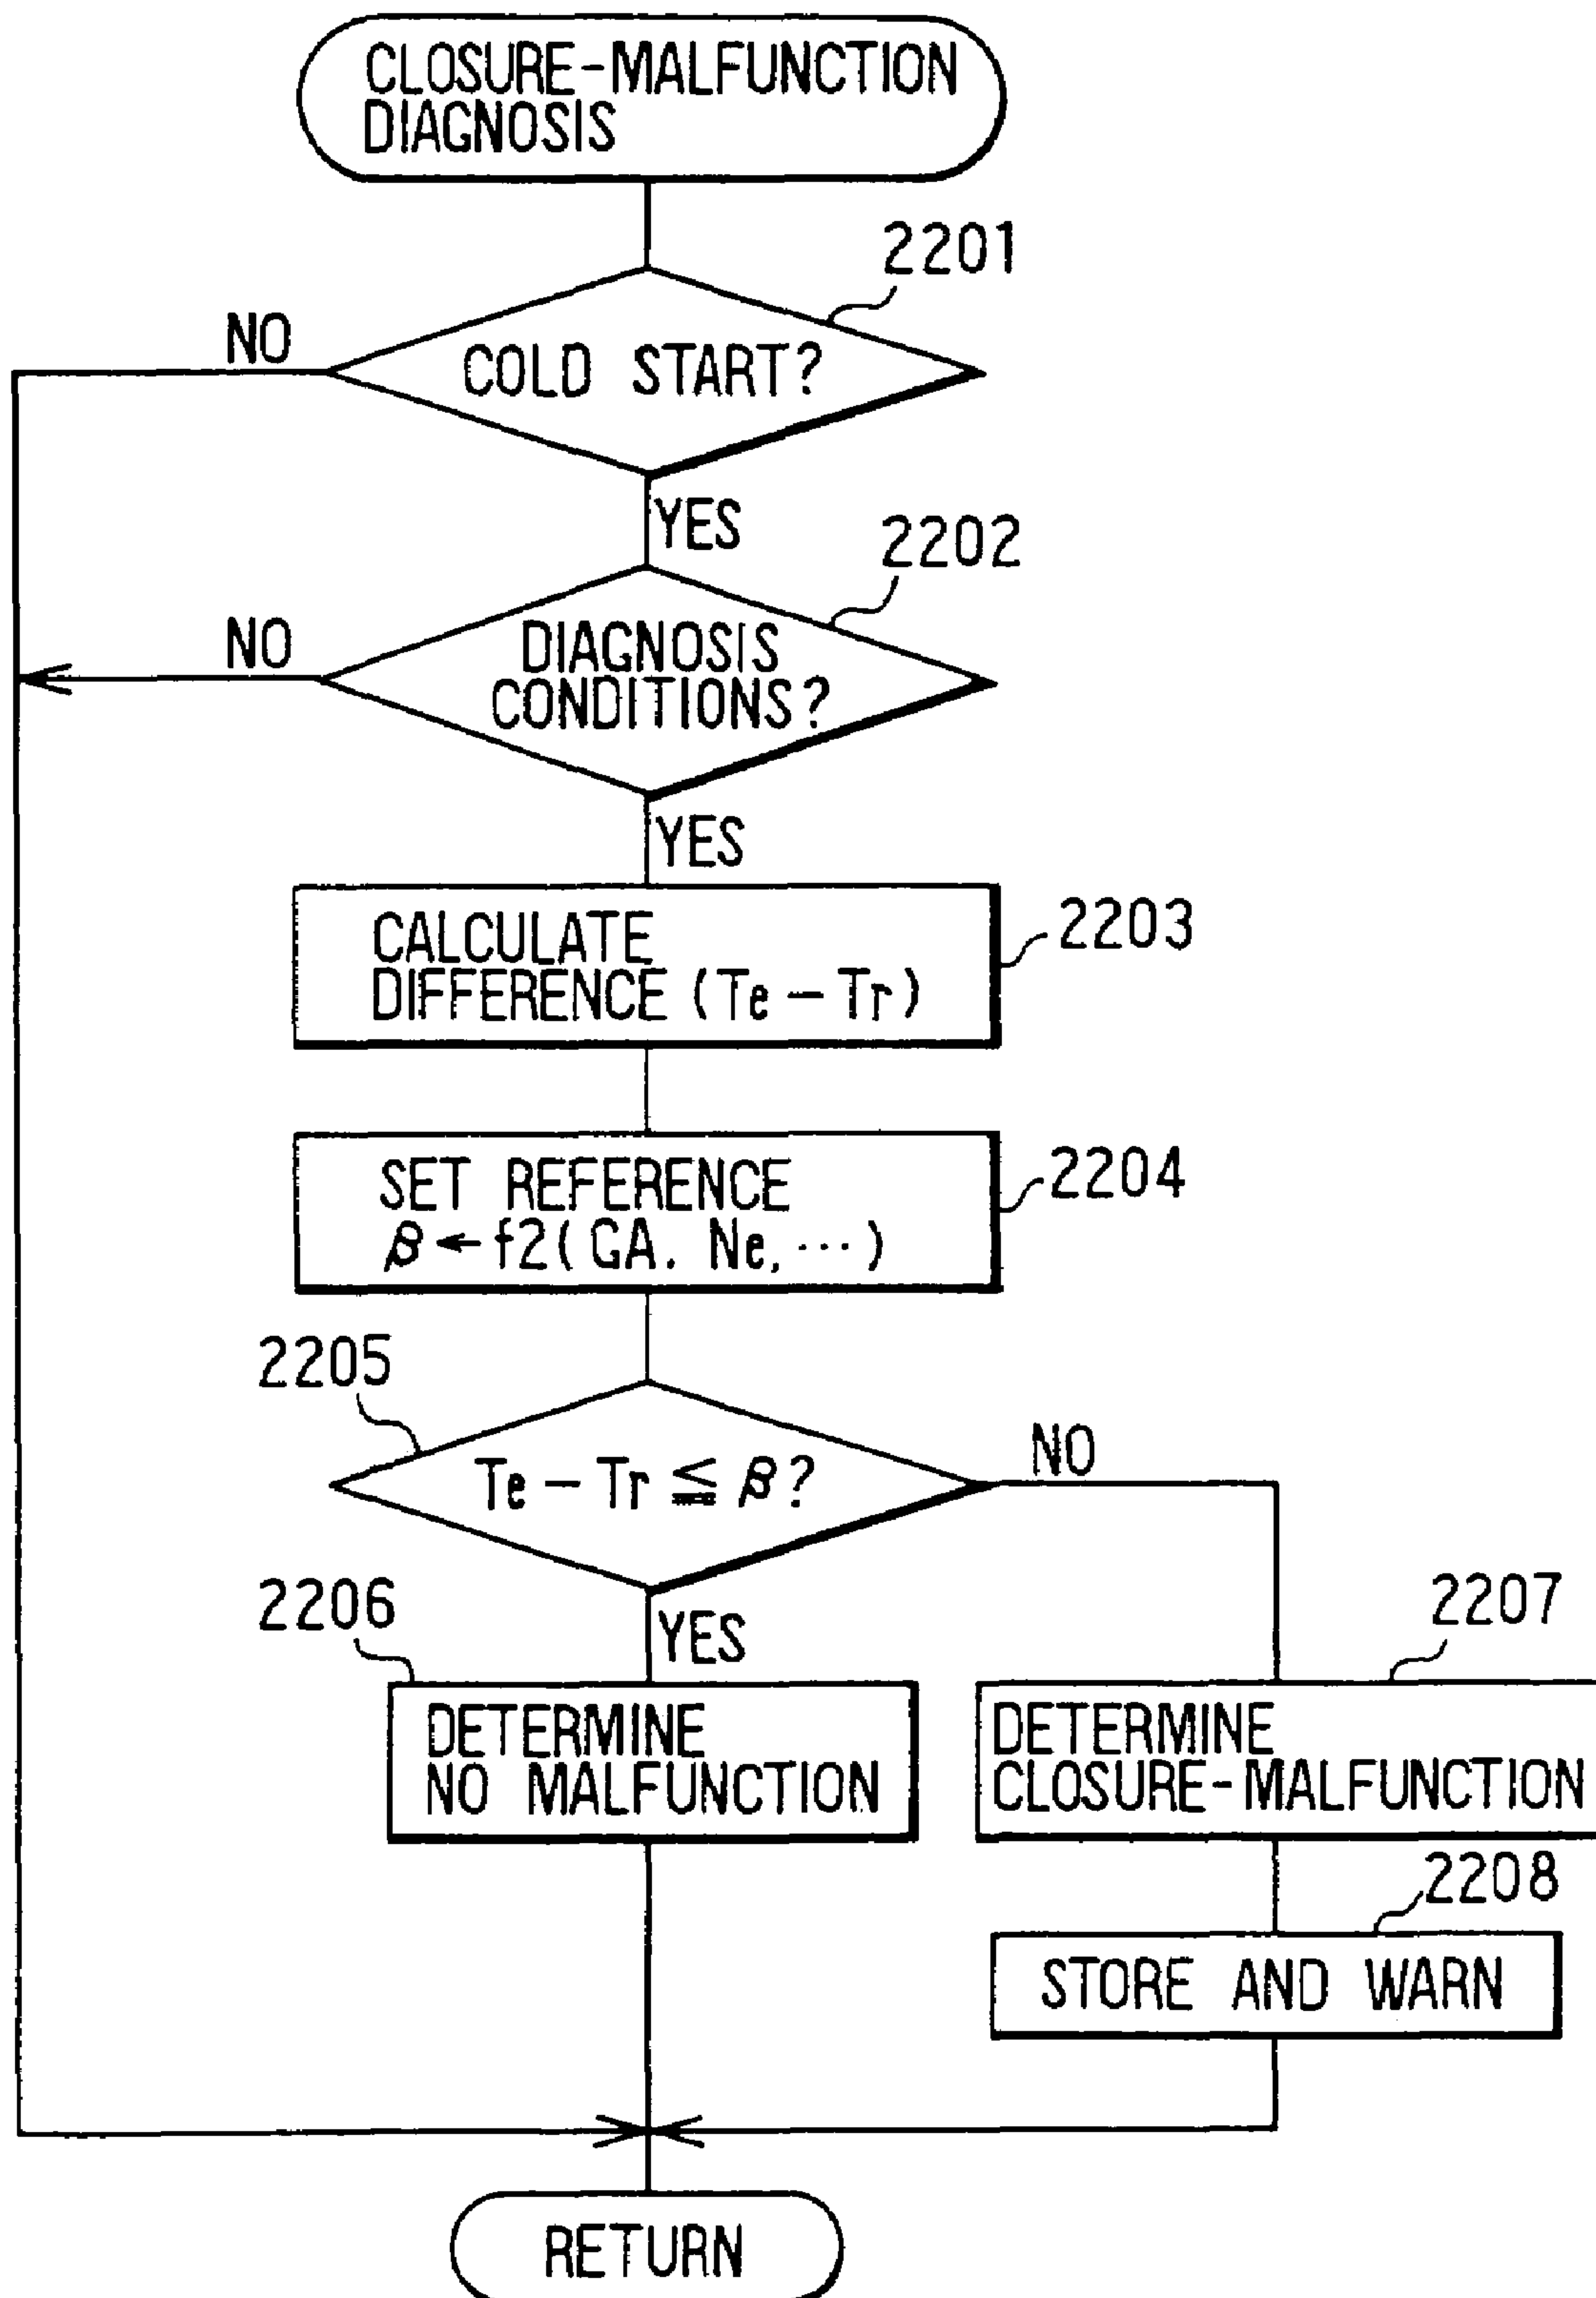 CLOSURE-MALFUNCTION
DIAGNOSIS
2201
NO
COLD START?
YES
2202
NO
DIAGNOSIS
CONDITIONS?
YES
2203
CALCULATE
DIFFERENCE (Te - Tr)
2204
SET REFERENCE
β ← f2 (GA. Ne, ···)
2205
Te - Tr ≦ β?
NO
2206
YES
2207
DETERMINE
NO MALFUNCTION
DETERMINE
CLOSURE-MALFUNCTION
2208
STORE AND WARN
RETURN